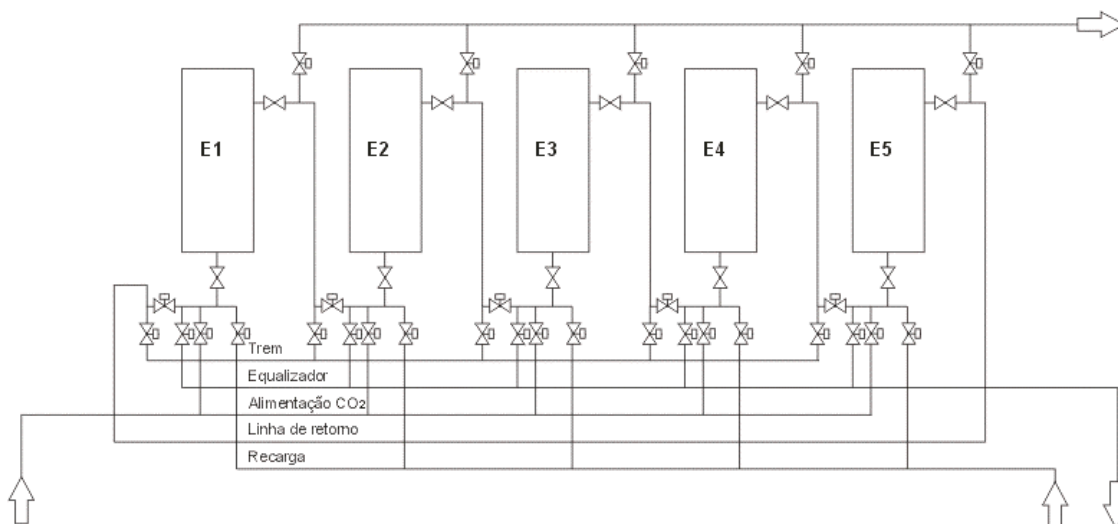 E1
E2
E3
E4
E5
Trem
Equalizador
Alimentação CO2
Linha de retorno
Recarga